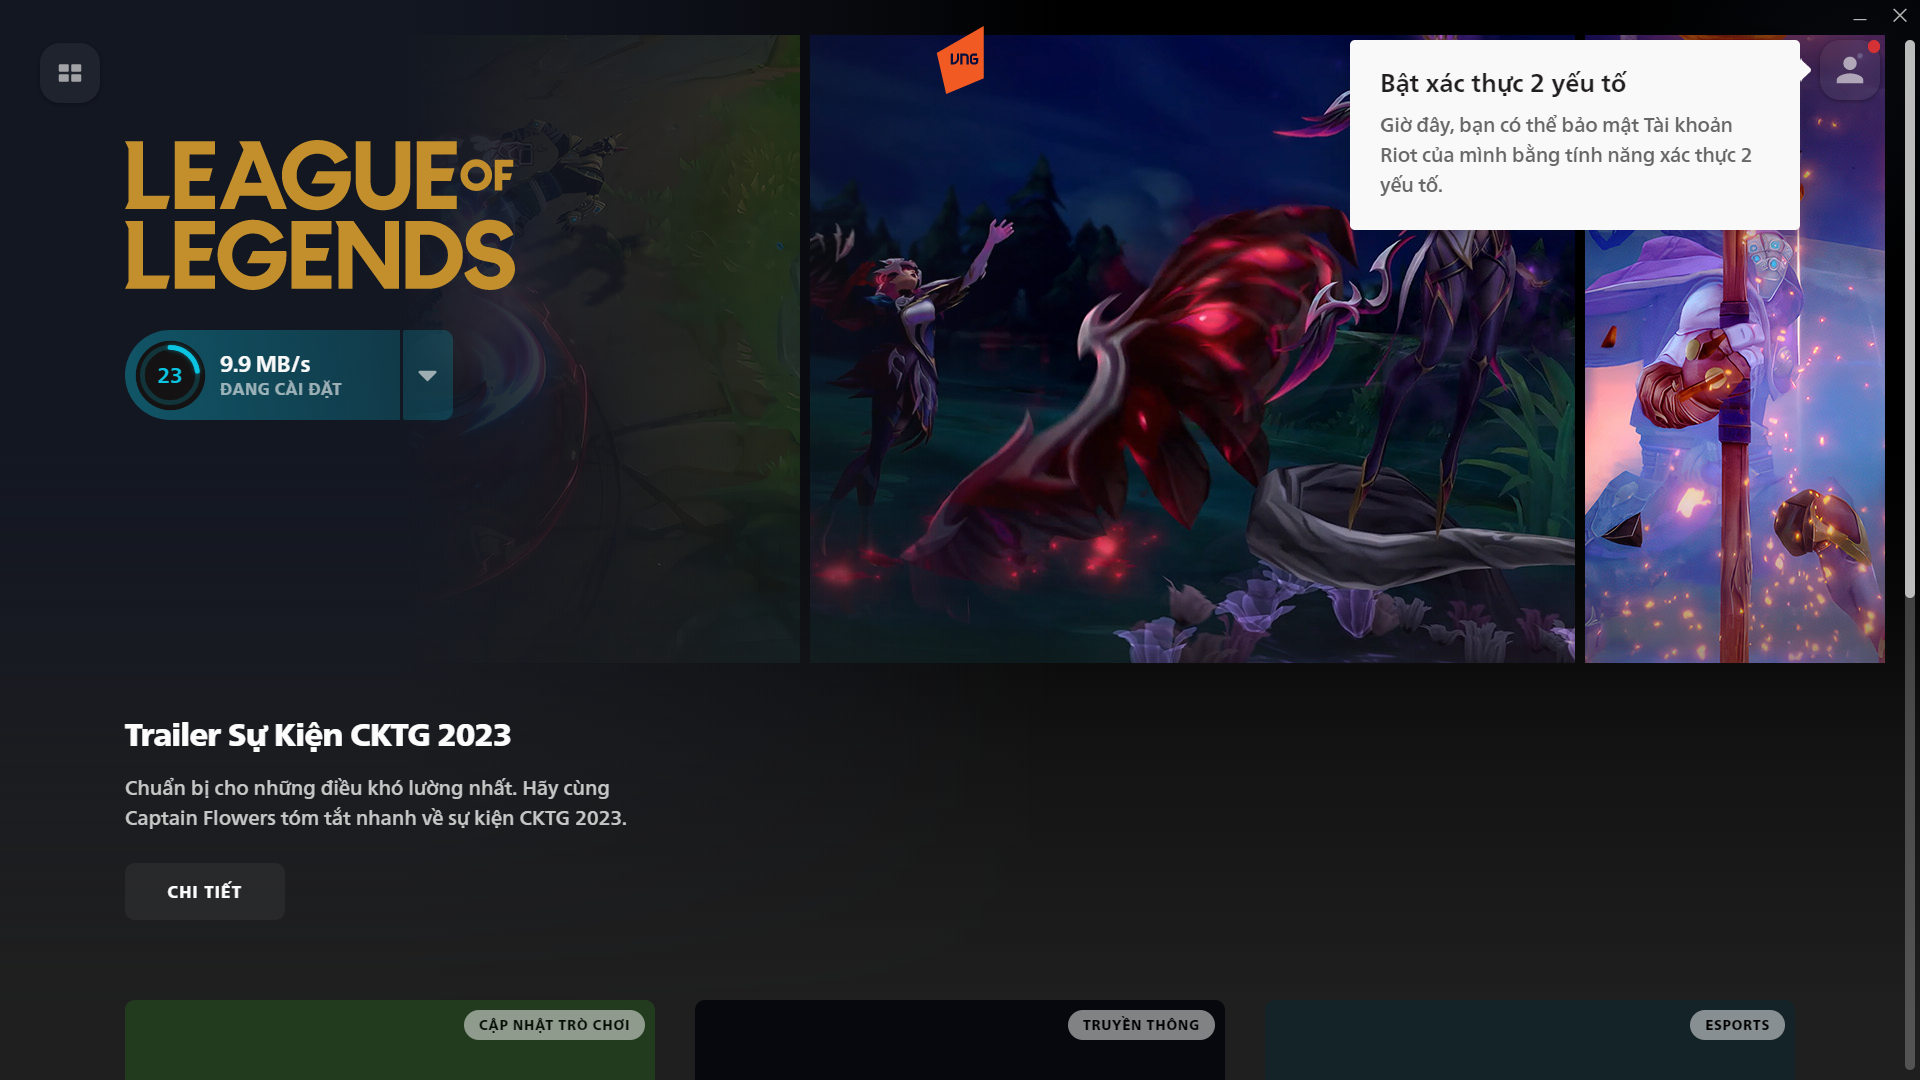 VNG
Bật xác thực 2 yếu tố
Giờ đây, bạn có thể bảo mật Tài khoản
Riot của mình bằng tính năng xác thực 2
yếu tố.
LEAGUE OF
LEGENDS
23
9.9 MB/s
ĐANG CÀI ĐẶT
Trailer Sự Kiện CKTG 2023
Chuẩn bị cho những điều khó lường nhất. Hãy cùng
Captain Flowers tóm tắt nhanh về sự kiện CKTG 2023.
CHI TIẾT
CẬP NHẬT TRÒ CHƠI
TRUYỀN THÔNG
ESPORTS